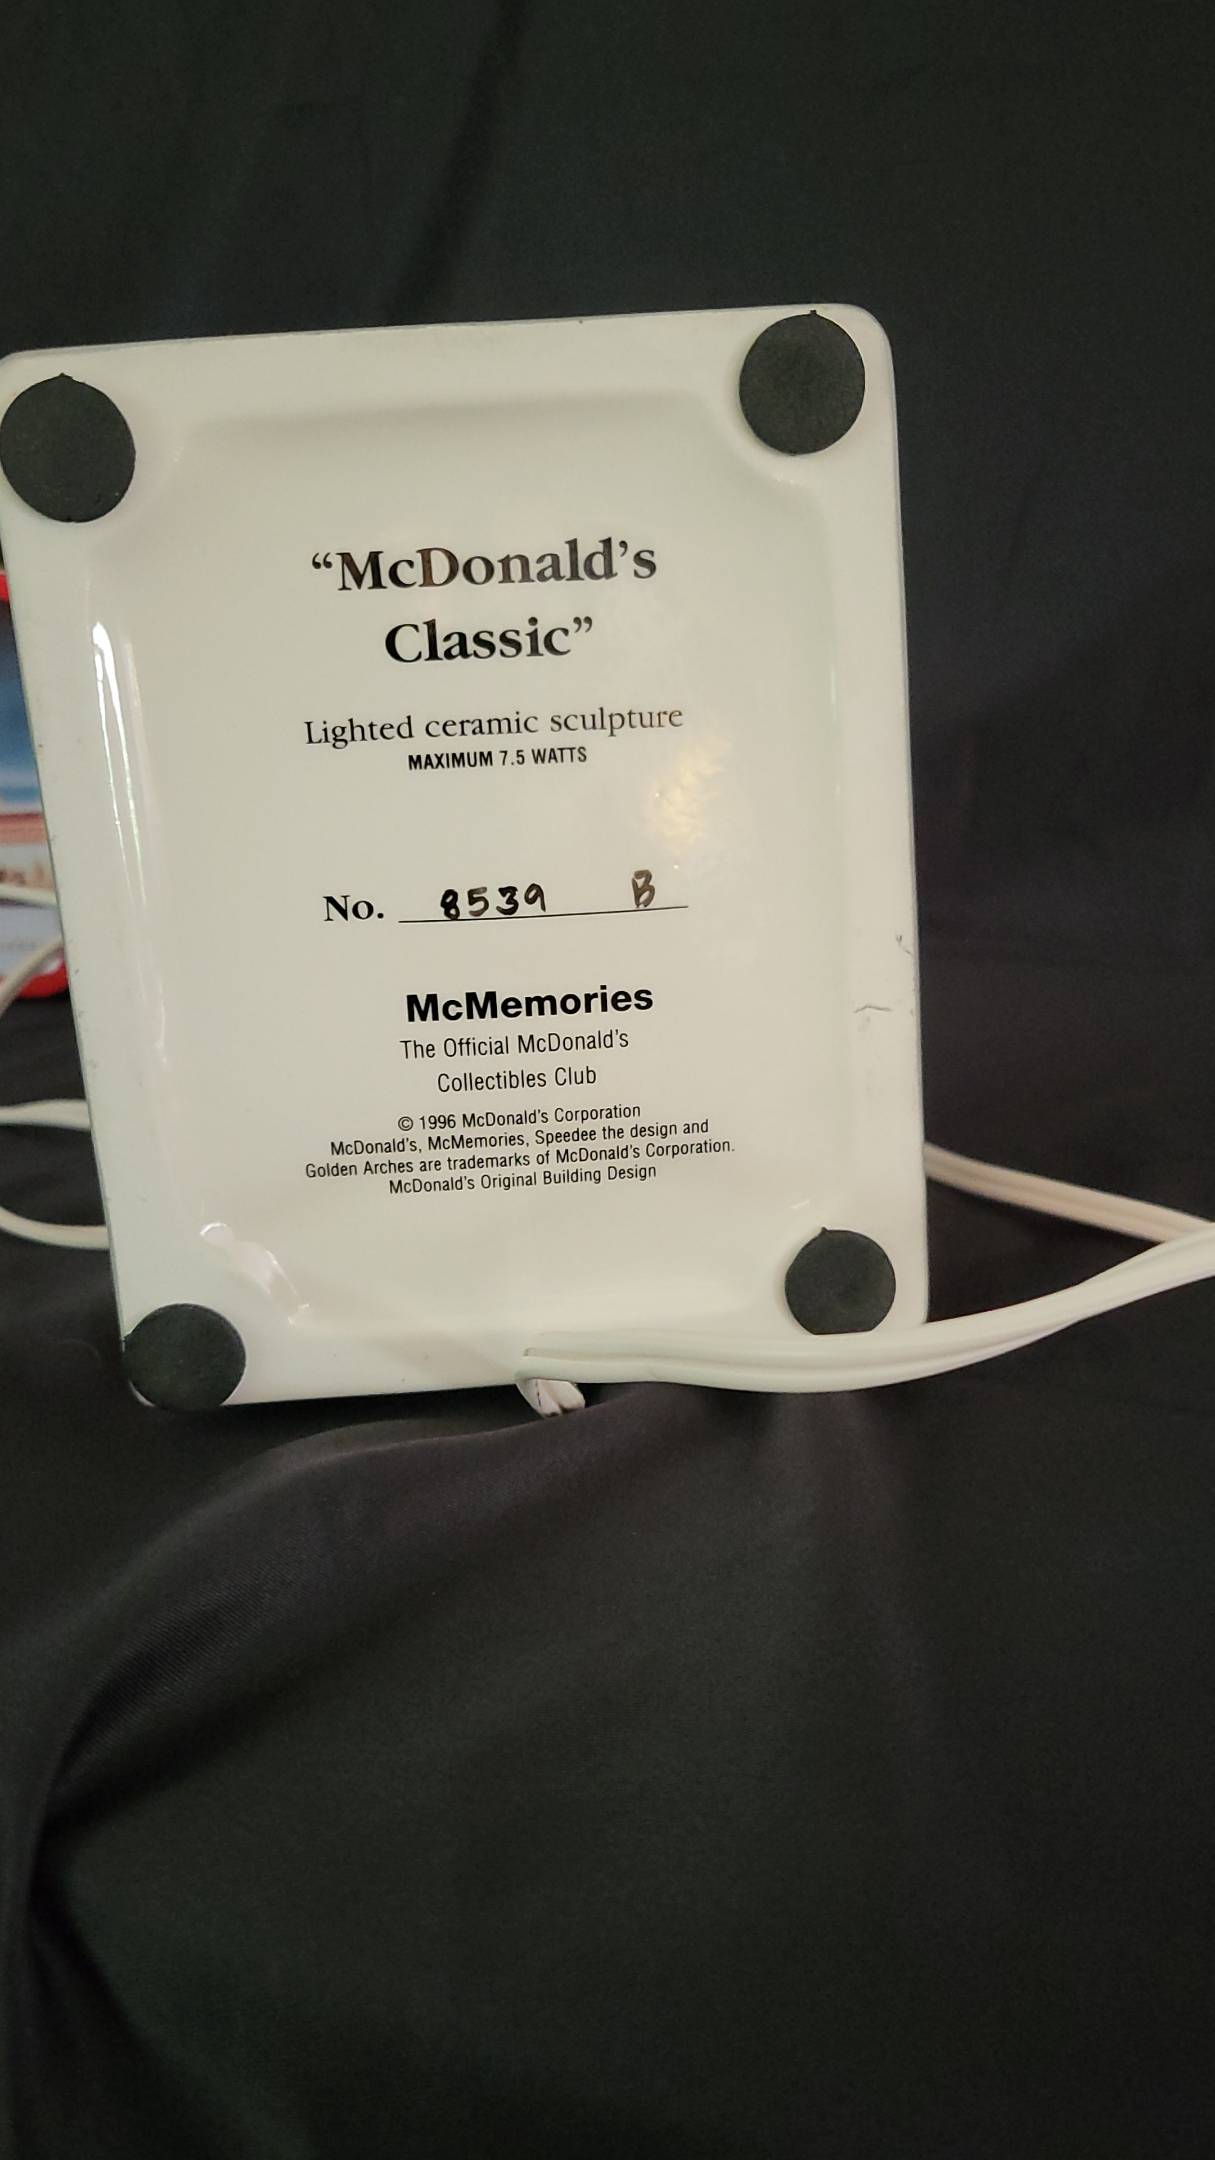 “McDonald’s
Classic”
Lighted ceramic sculpture
MAXIMUM 7.5 WATTS
No. 8539 B
McMemories
The Official McDonald’s
Collectibles Club
© 1996 McDonald’s Corporation
McDonald’s, McMemories, Speedee the design and
Golden Arches are trademarks of McDonald’s Corporation.
McDonald’s Original Building Design